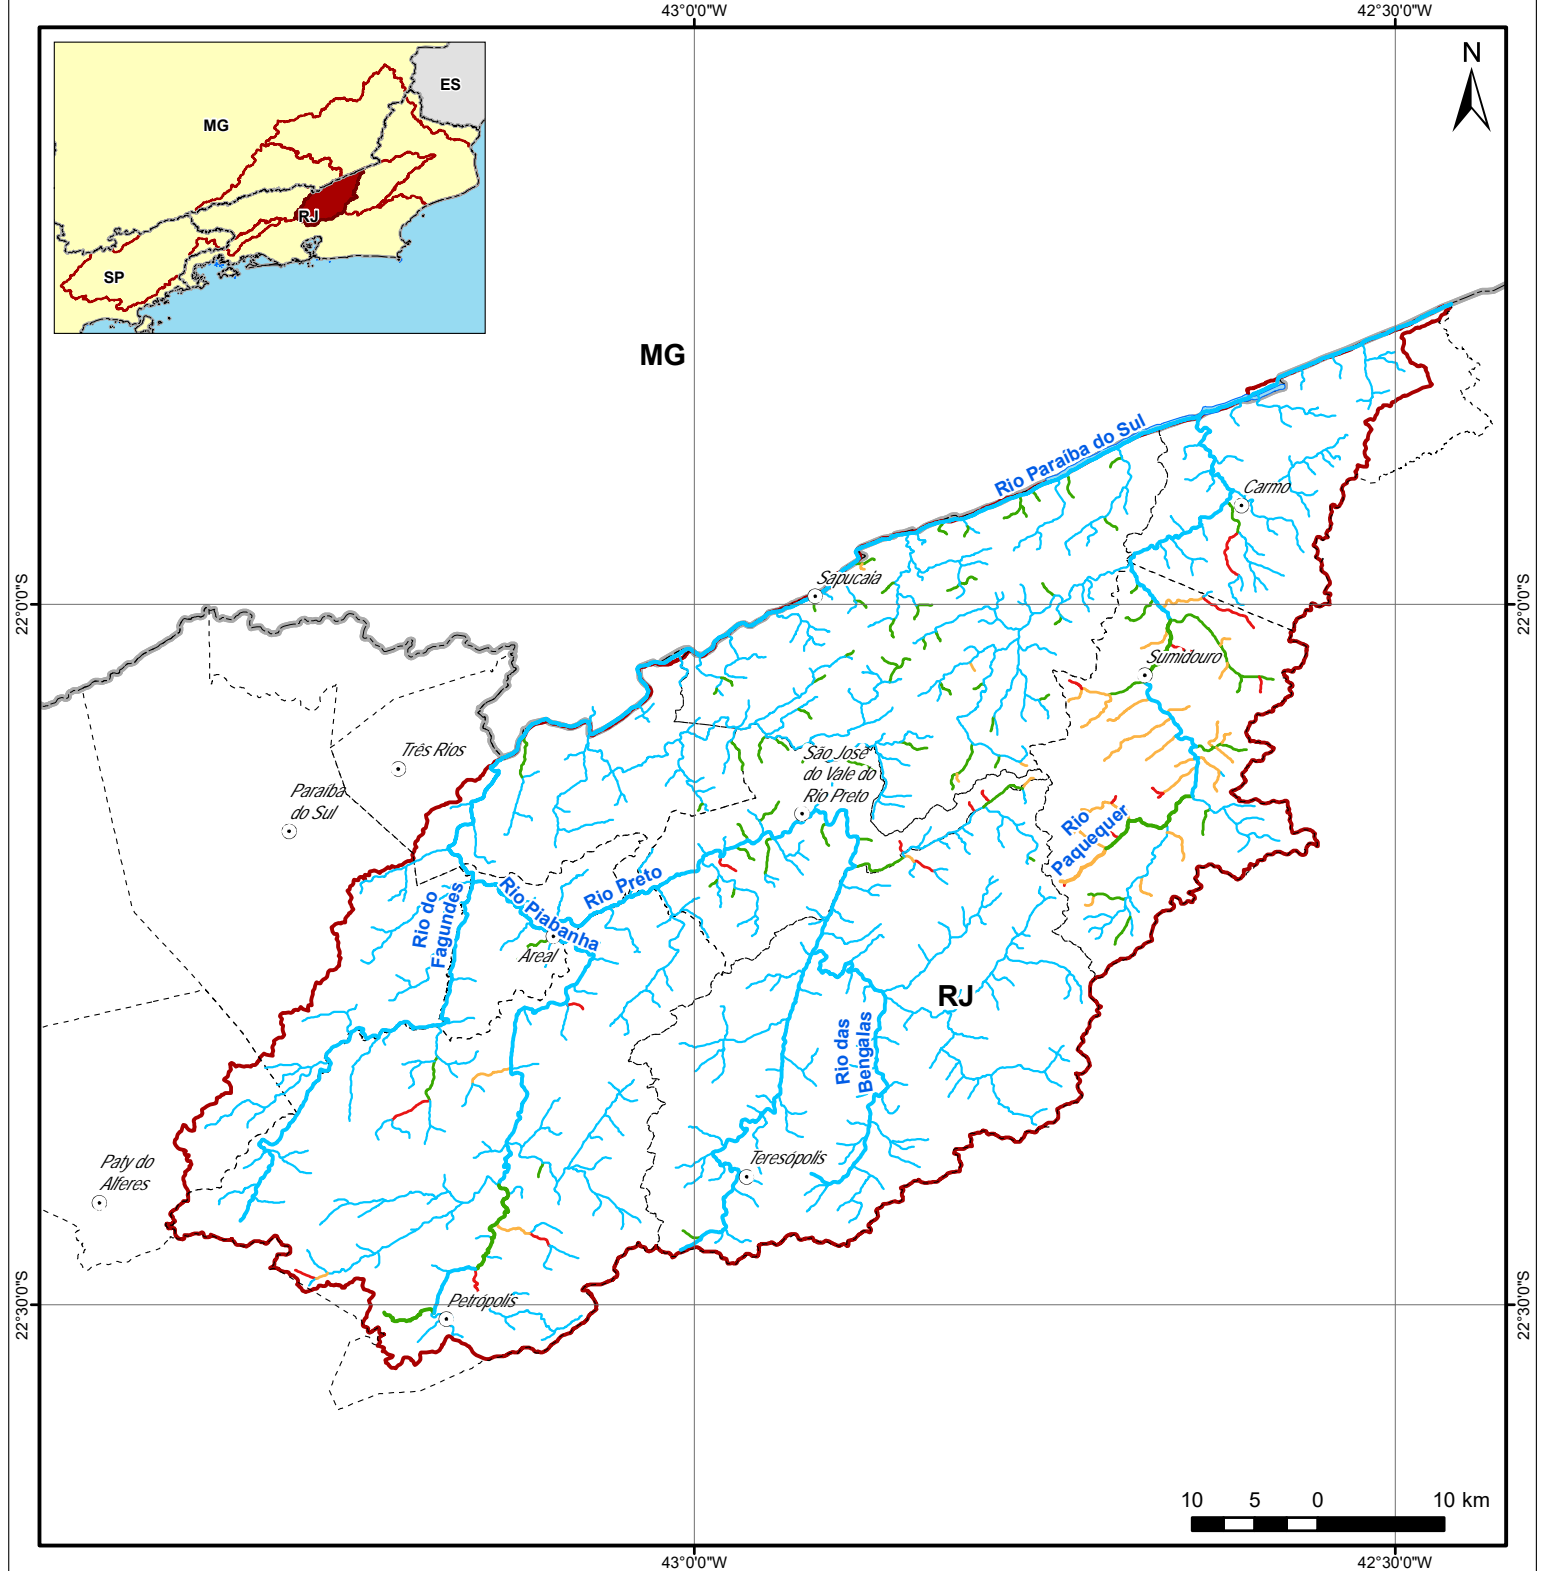 43°0'0"W
42°30'0"W
N
ES
MG
RJ
SP
MG
Rio Paraíba do Sul
Carmo
Sapucaia
22°0'0"S
22°0'0"S
Sumidouro
Três Rios
São José
do Vale do
Rio Preto
Paraíba
do Sul
Rio
Paquequer
Rio Preto
Rio Piabanha
Rio do
Fagundes
Areal
RJ
Rio das
Bengalas
Teresópolis
Paty do
Alferes
22°30'0"S
22°30'0"S
Petrópolis
10 5 0 10 km
43°0'0"W
42°30'0"W